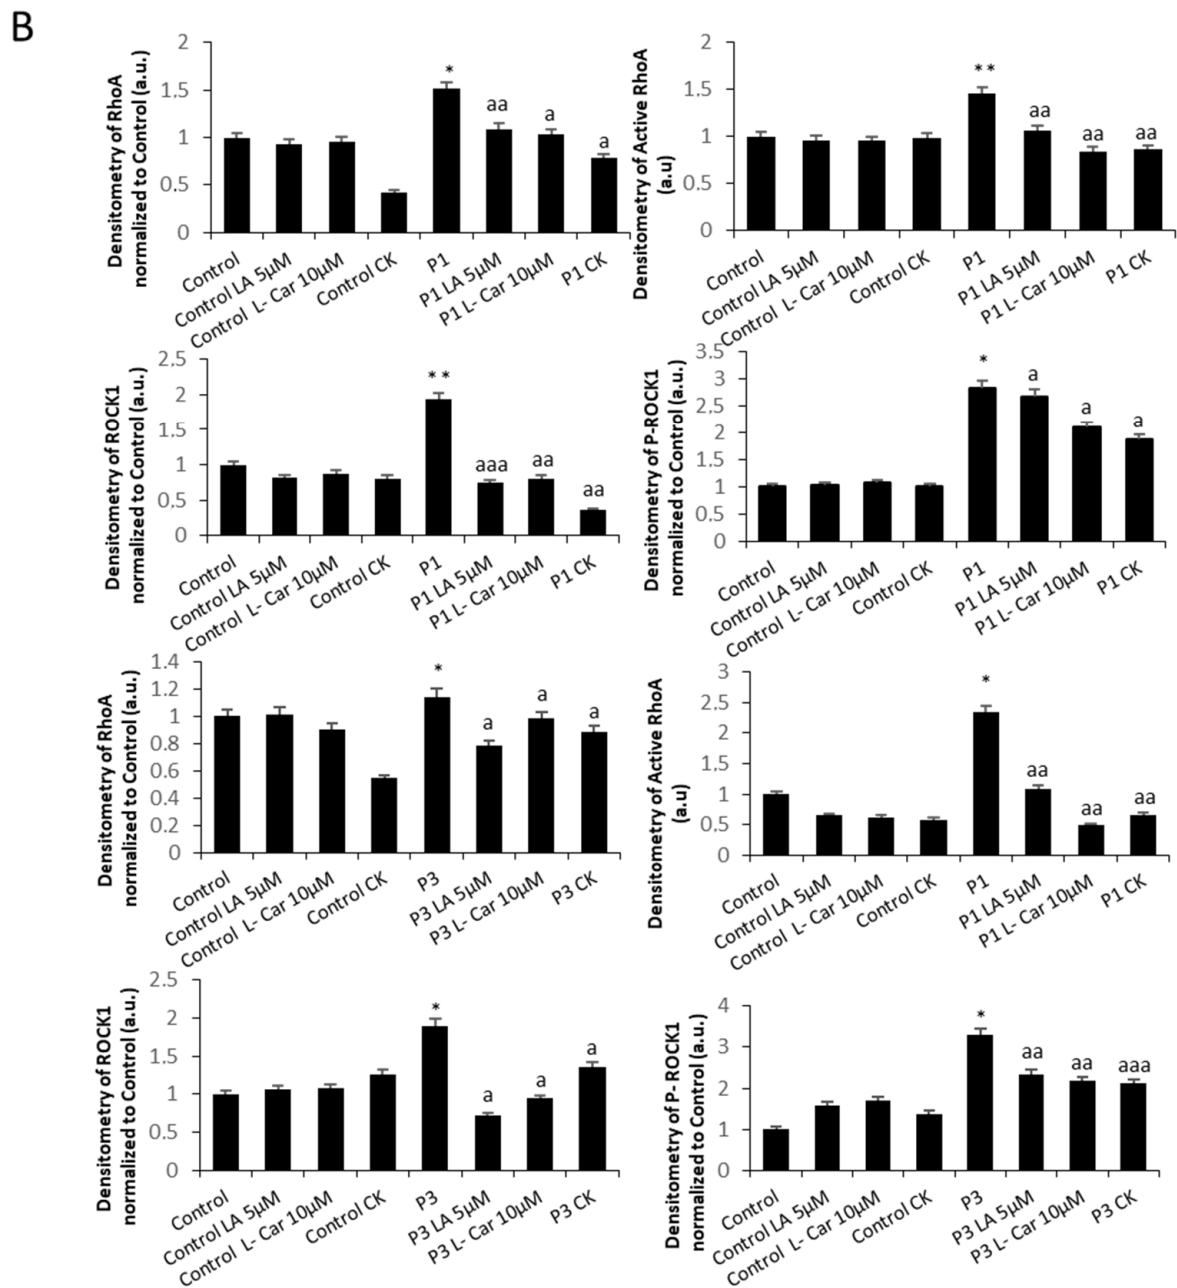 B
Densitometry of RhoA
normalized to Control (a.u.)
2
1.5
1
0.5
0
*
aa
a
a
Control
Control LA 5µM
Control L- Car 10µM
Control CK
P1
P1 LA 5µM
P1 L- Car 10µM
P1 CK
Densitometry of Active RhoA
(a.u)
2
1.5
1
0.5
0
**
aa
aa
aa
Control
Control LA 5µM
Control L- Car 10µM
Control CK
P1
P1 LA 5µM
P1 L- Car 10µM
P1 CK
Densitometry of ROCK1
normalized to Control (a.u.)
2.5
2
1.5
1
0.5
0
**
aaa
aa
aa
Control
Control LA 5µM
Control L- Car 10µM
Control CK
P1
P1 LA 5µM
P1 L- Car 10µM
P1 CK
Densitometry of P-ROCK1
normalized to Control (a.u.)
3.5
3
2.5
2
1.5
1
0.5
0
*
a
a
a
Control
Control LA 5µM
Control L- Car 10µM
Control CK
P1
P1 LA 5µM
P1 L- Car 10µM
P1 CK
Densitometry of RhoA
normalized to Control (a.u.)
1.4
1.2
1
0.8
0.6
0.4
0.2
0
*
a
a
a
Control
Control LA 5µM
Control L- Car 10µM
Control CK
P3
P3 LA 5µM
P3 L- Car 10µM
P3 CK
Densitometry of Active RhoA
(a.u)
3
2.5
2
1.5
1
0.5
0
*
aa
aa
aa
Control
Control LA 5µM
Control L- Car 10µM
Control CK
P1
P1 LA 5µM
P1 L- Car 10µM
P1 CK
Densitometry of ROCK1
normalized to Control (a.u.)
2.5
2
1.5
1
0.5
0
*
a
a
a
Control
Control LA 5µM
Control L- Car 10µM
Control CK
P3
P3 LA 5µM
P3 L- Car 10µM
P3 CK
Densitometry of P- ROCK1
normalized to Control (a.u.)
4
3
2
1
0
*
aa
aa
aaa
Control
Control LA 5µM
Control L- Car 10µM
Control CK
P3
P3 LA 5µM
P3 L- Car 10µM
P3 CK